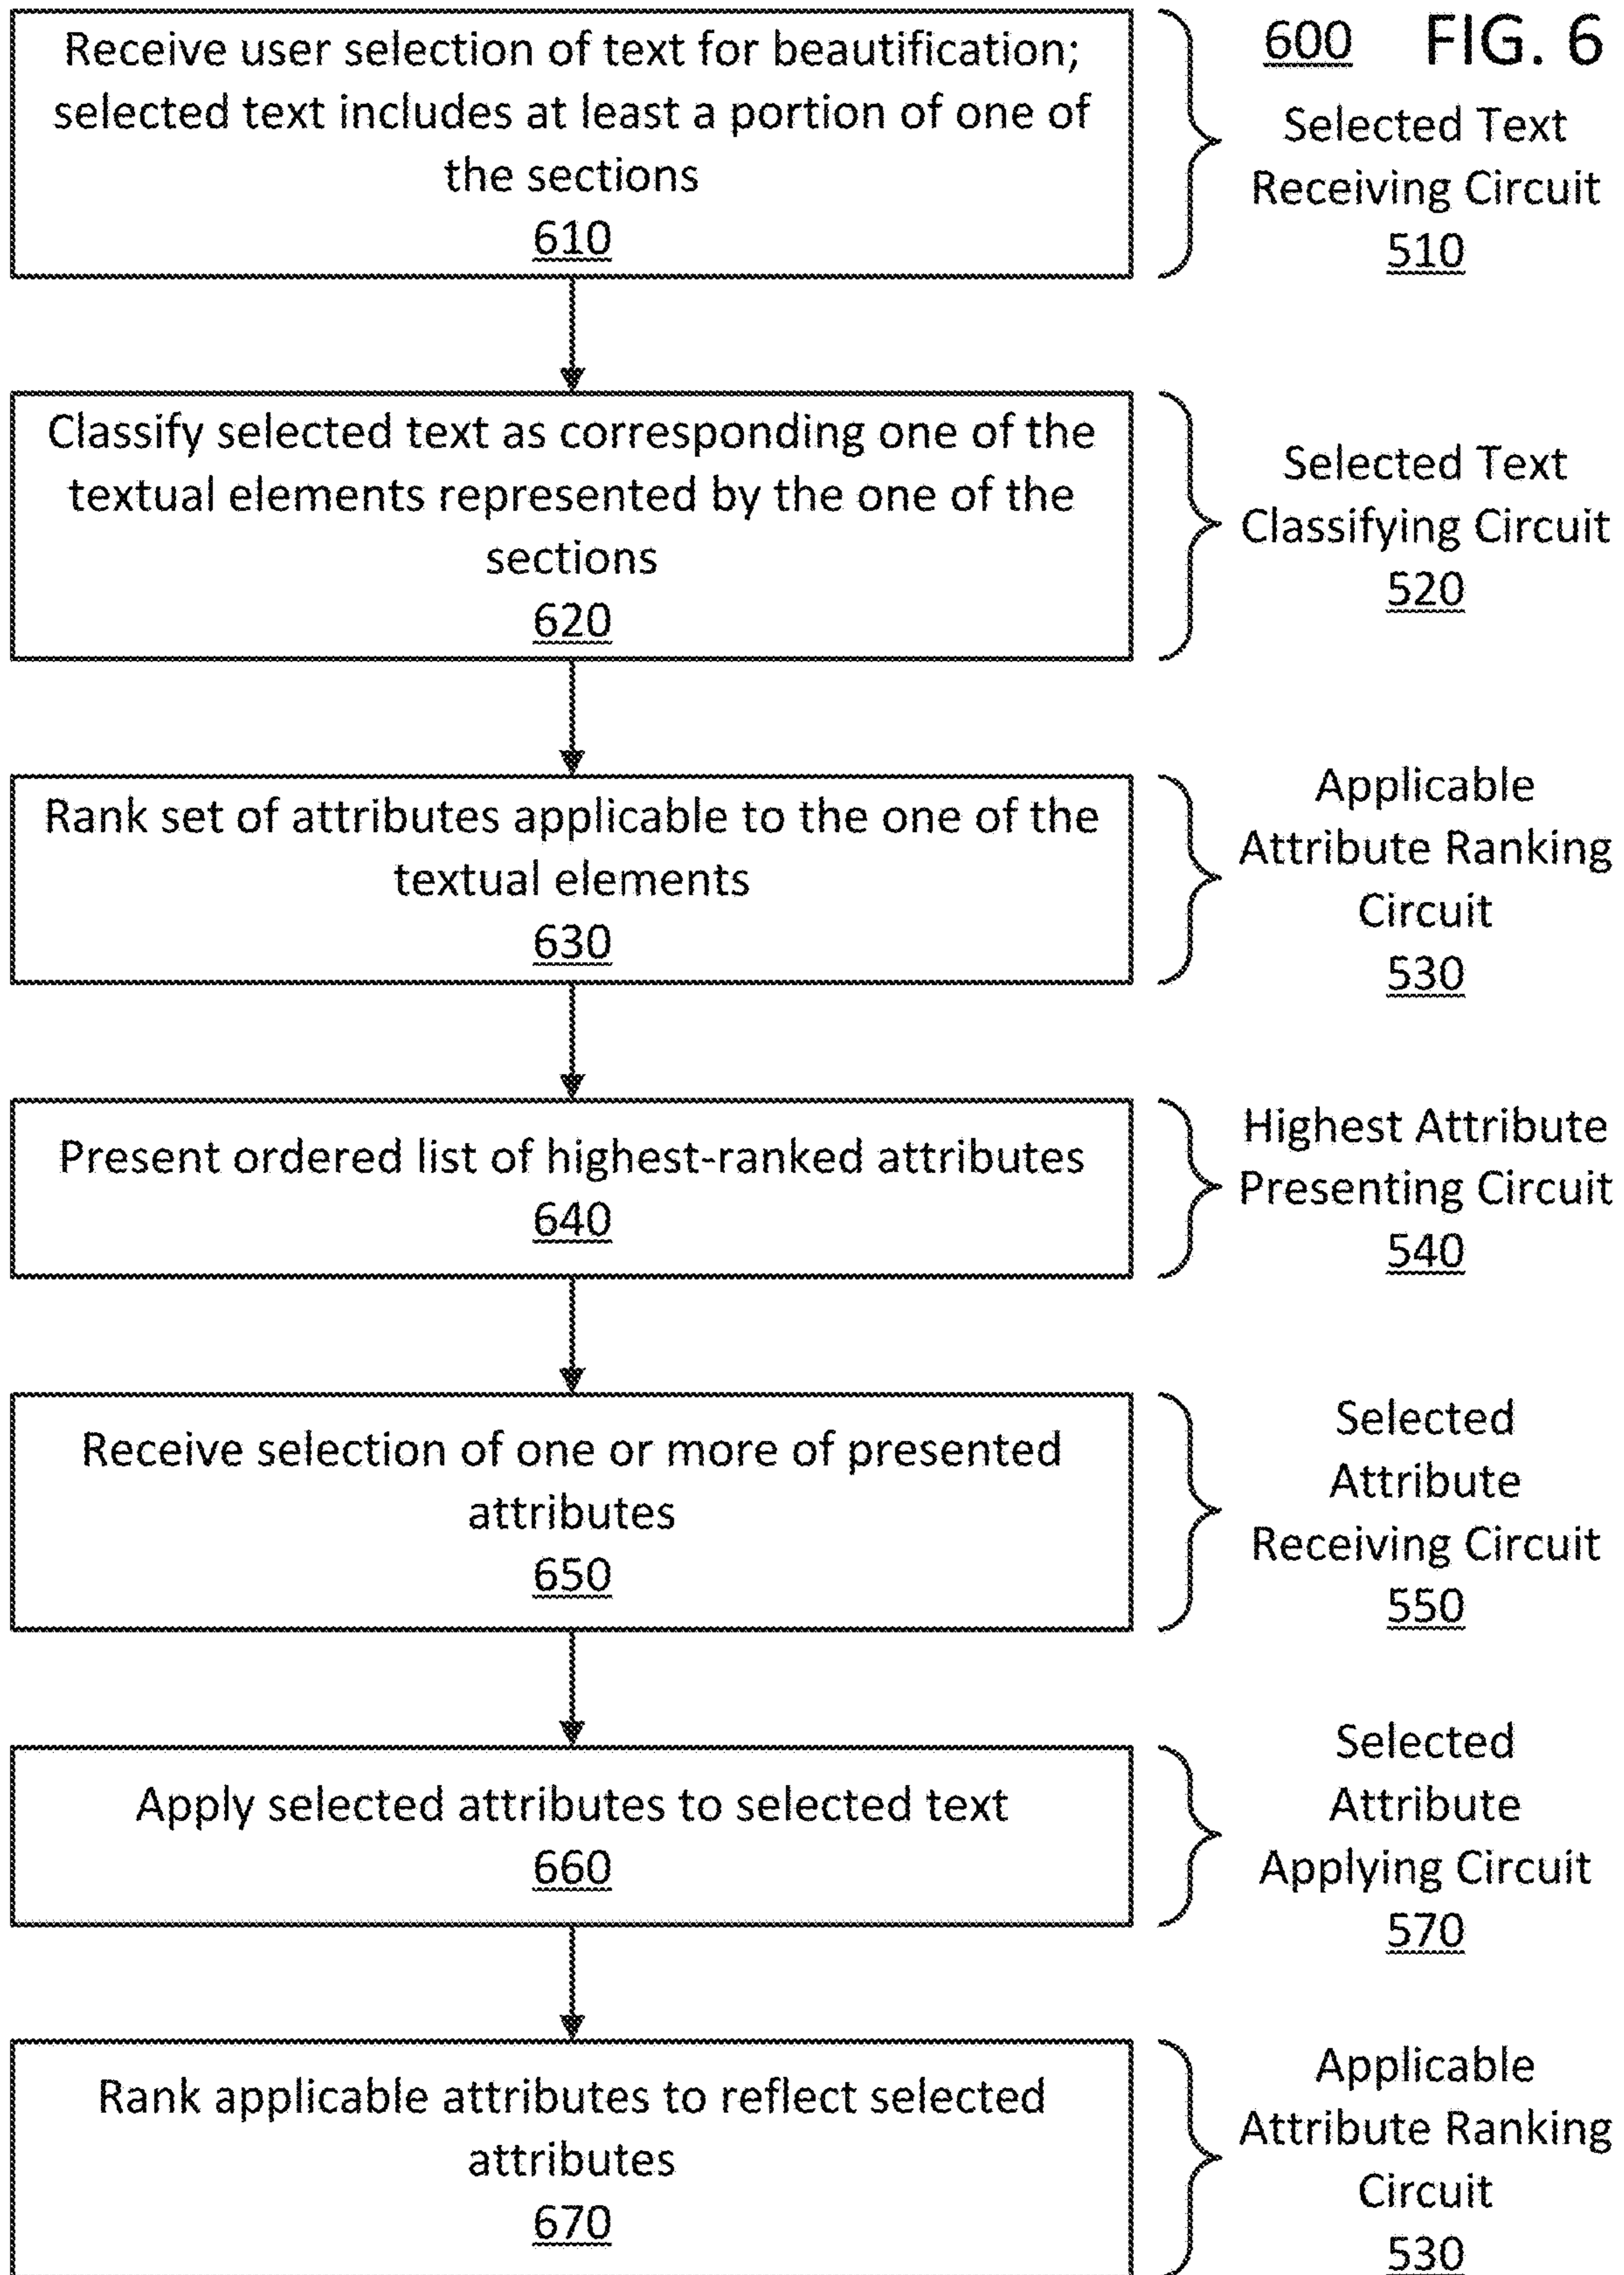 600 FIG. 6
Receive user selection of text for beautification;
selected text includes at least a portion of one of
the sections
610
Selected Text
Receiving Circuit
510
Classify selected text as corresponding one of the
textual elements represented by the one of the
sections
620
Selected Text
Classifying Circuit
520
Rank set of attributes applicable to the one of the
textual elements
630
Applicable
Attribute Ranking
Circuit
530
Present ordered list of highest-ranked attributes
640
Highest Attribute
Presenting Circuit
540
Receive selection of one or more of presented
attributes
650
Selected
Attribute
Receiving Circuit
550
Apply selected attributes to selected text
660
Selected
Attribute
Applying Circuit
570
Rank applicable attributes to reflect selected
attributes
670
Applicable
Attribute Ranking
Circuit
530